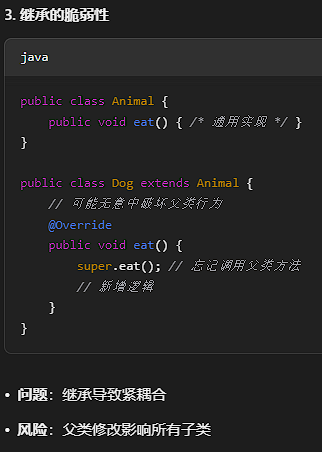 3. 继承的脆弱性
java
public class Animal {
    public void eat() { /* 通用实现 */ }
}
public class Dog extends Animal {
    // 可能无意中破坏父类行为
    @Override
    public void eat() {
        super.eat(); // 忘记调用父类方法
        // 新增逻辑
    }
}
• 问题：继承导致紧耦合
• 风险：父类修改影响所有子类